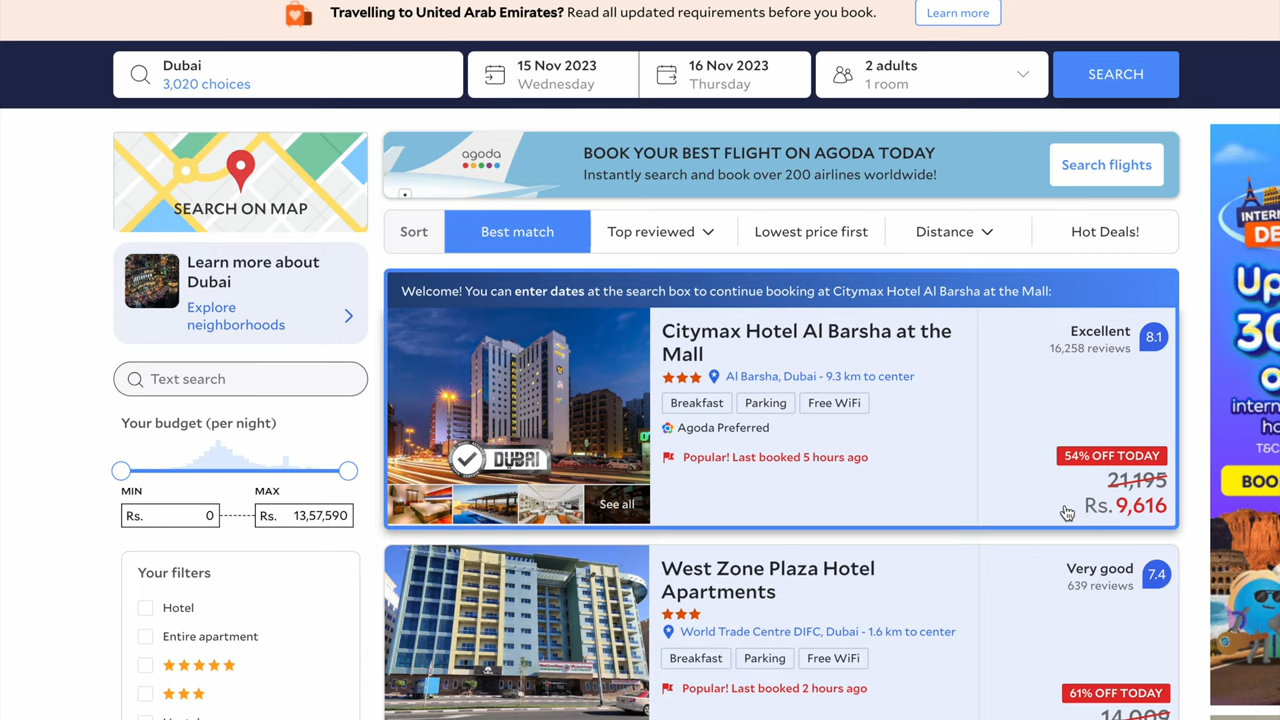 Travelling to United Arab Emirates? Read all updated requirements before you book.
Learn more
Dubai
3,020 choices
15 Nov 2023
Wednesday
16 Nov 2023
Thursday
2 adults
1 room
SEARCH
SEARCH ON MAP
agoda
BOOK YOUR BEST FLIGHT ON AGODA TODAY
Instantly search and book over 200 airlines worldwide!
Search flights
Sort
Best match
Top reviewed
Lowest price first
Distance
Hot Deals!
Learn more about
Dubai
Explore
neighborhoods
Text search
Your budget (per night)
MIN
MAX
Rs. 0
Rs. 13,57,590
Your filters
Hotel
Entire apartment
Welcome! You can enter dates at the search box to continue booking at Citymax Hotel Al Barsha at the Mall:
DUBAI
See all
Citymax Hotel Al Barsha at the
Mall
Al Barsha, Dubai - 9.3 km to center
Breakfast
Parking
Free WiFi
Agoda Preferred
Popular! Last booked 5 hours ago
Excellent
16,258 reviews
8.1
54% OFF TODAY
21,195
Rs. 9,616
West Zone Plaza Hotel
Apartments
World Trade Centre DIFC, Dubai - 1.6 km to center
Breakfast
Parking
Free WiFi
Popular! Last booked 2 hours ago
Very good
639 reviews
7.4
61% OFF TODAY
14,009
INTERN
DE
Up
30
o
intern
ho
T&C
BOO